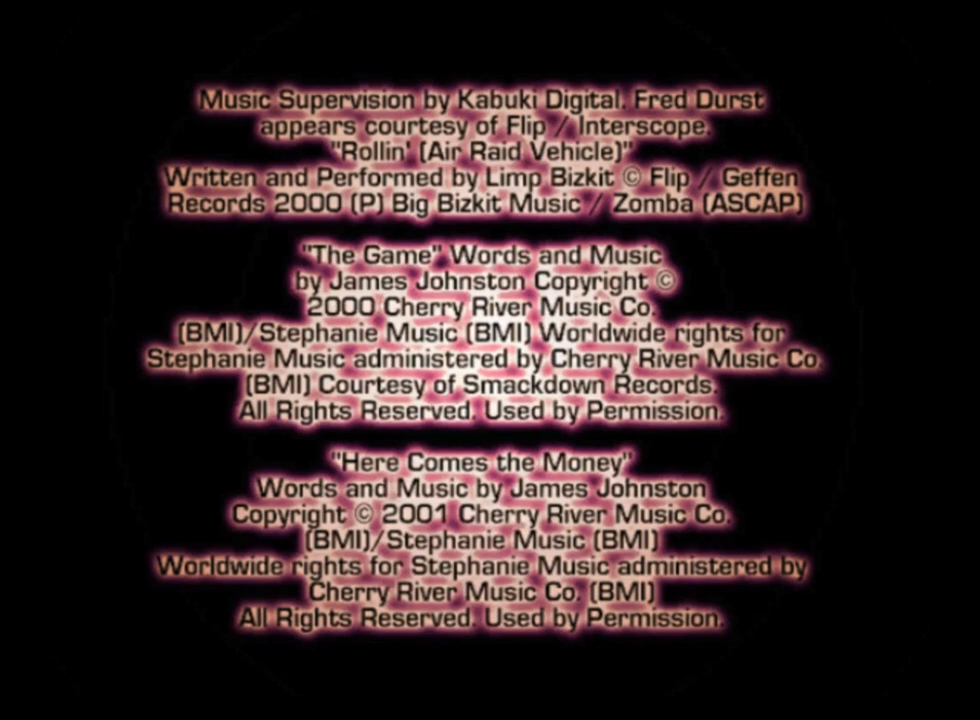 Music Supervision by Kabuki Digital. Fred Durst
appears courtesy of Flip / Interscope.
"Rollin' (Air Raid Vehicle)"
Written and Performed by Limp Bizkit © Flip / Geffen
Records 2000 (P) Big Bizkit Music / Zomba (ASCAP)
"The Game" Words and Music
by James Johnston Copyright ©
2000 Cherry River Music Co.
(BMI)/Stephanie Music (BMI) Worldwide rights for
Stephanie Music administered by Cherry River Music Co.
(BMI) Courtesy of Smackdown Records.
All Rights Reserved. Used by Permission.
"Here Comes the Money"
Words and Music by James Johnston
Copyright © 2001 Cherry River Music Co.
(BMI)/Stephanie Music (BMI)
Worldwide rights for Stephanie Music administered by
Cherry River Music Co. (BMI)
All Rights Reserved. Used by Permission.